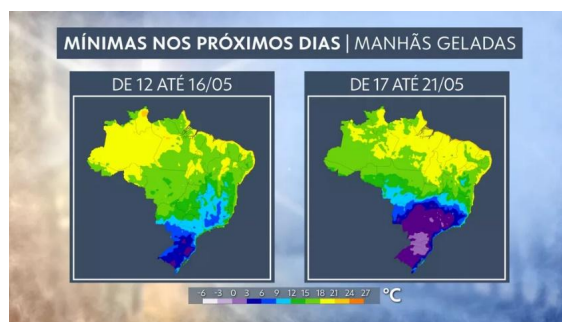 MÍNIMAS NOS PRÓXIMOS DIAS | MANHÃS GELADAS
DE 12 ATÉ 16/05
DE 17 ATÉ 21/05
-6 -3 0 3 6 9 12 15 18 21 24 27 °C